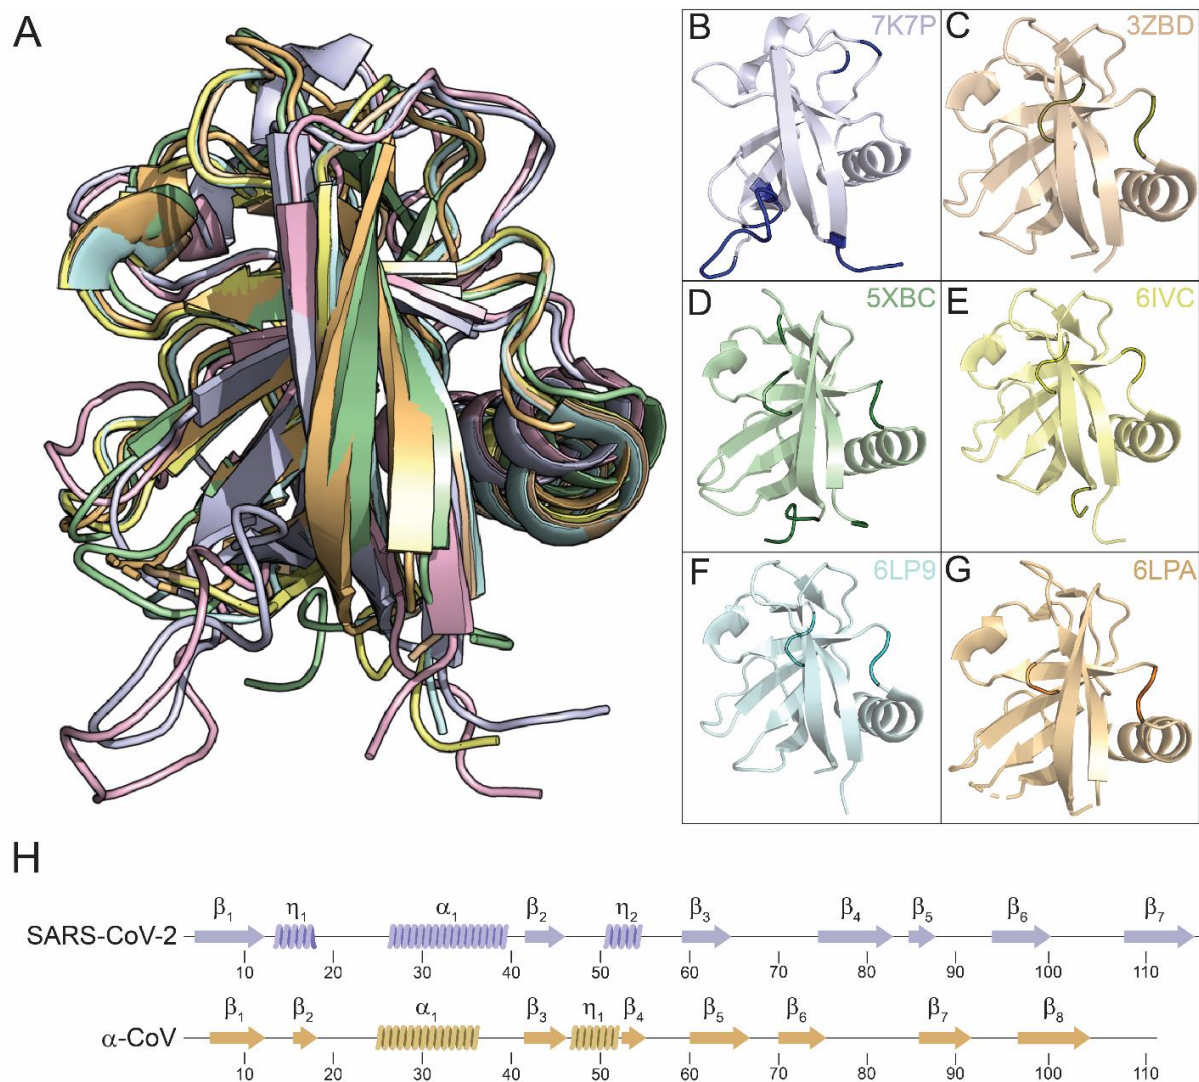 A
B 7K7P
C 3ZBD
D 5XBC
E 6IVC
F 6LP9
G 6LPA
H
β₁ η₁ α₁ β₂ η₂ β₃ β₄ β₅ β₆ β₇
SARS-CoV-2
10 20 30 40 50 60 70 80 90 100 110
β₁ β₂ α₁ β₃ η₁ β₄ β₅ β₆ β₇ β₈
α-CoV
10 20 30 40 50 60 70 80 90 100 110